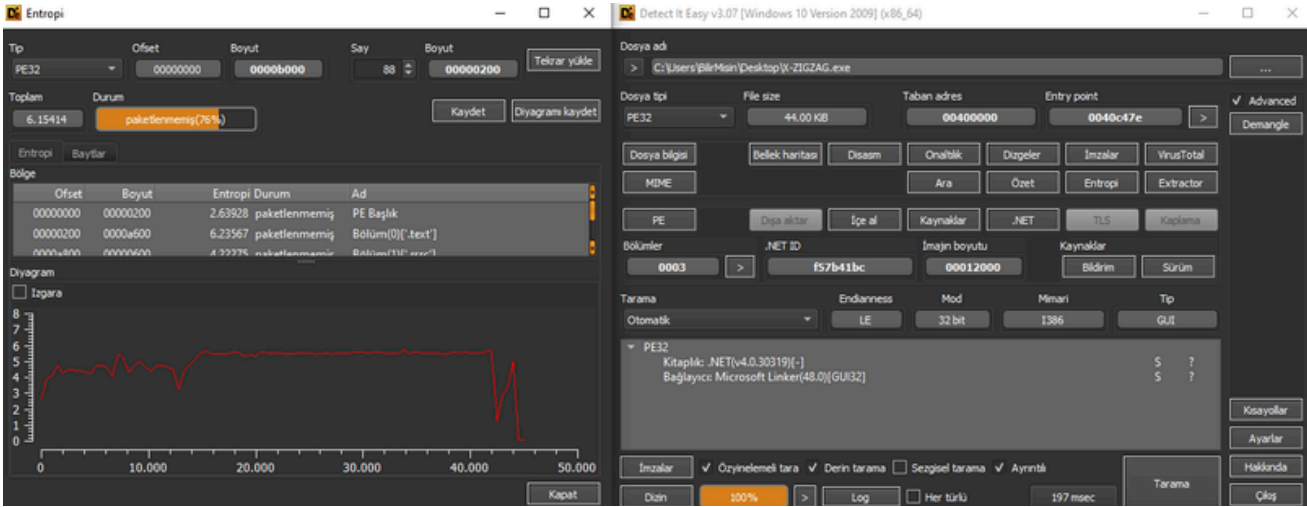 Entropi
Tip Ofset Boyut Say Boyut
PE32 00000000 0000b000 88 00000200 Tekrar yükle
Toplam Durum
6.15414 paketlenmemiş(76%) Kaydet Diyagramı kaydet
Entropi Baytlar
Bölge
Ofset Boyut Entropi Durum Ad
00000000 00000200 2.63928 paketlenmemiş PE Başlık
00000200 0000a600 6.23567 paketlenmemiş Bölüm(0)['.text']
0000a800 00000600 4.22275 paketlenmemiş Bölüm(1)['.rsrc']
Diyagram
Izgara
8
7
6
5
4
3
2
1
0
0 10.000 20.000 30.000 40.000 50.000
Kapat
Detect It Easy v3.07 [Windows 10 Version 2009] (x86_64)
Dosya adı
> C:\Users\BilirMisin\Desktop\X-ZIGZAG.exe ...
Dosya tipi File size Taban adres Entry point
PE32 44.00 KiB 00400000 0040c47e > Advanced
Demangle
Dosya bilgisi Bellek haritası Disasm Onaltılık Dizgeler İmzalar VirusTotal
MIME Ara Özet Entropi Extractor
PE Dışa aktar İçe al Kaynaklar .NET TLS Kaplama
Bölümler .NET ID İmajın boyutu Kaynaklar
0003 > f57b41bc 00012000 Bildirim Sürüm
Tarama Endianness Mod Mimari Tip
Otomatik LE 32 bit I386 GUI
PE32
Kitaplık: .NET(v4.0.30319)[-] S ?
Bağlayıcı: Microsoft Linker(48.0)[GUI32] S ?
Kısayollar
Ayarlar
İmzalar Özyinelemeli tara Derin tarama Sezgisel tarama Ayrıntılı Tarama Hakkında
Dizin 100% > Log Her türlü 197 msec Çıkış